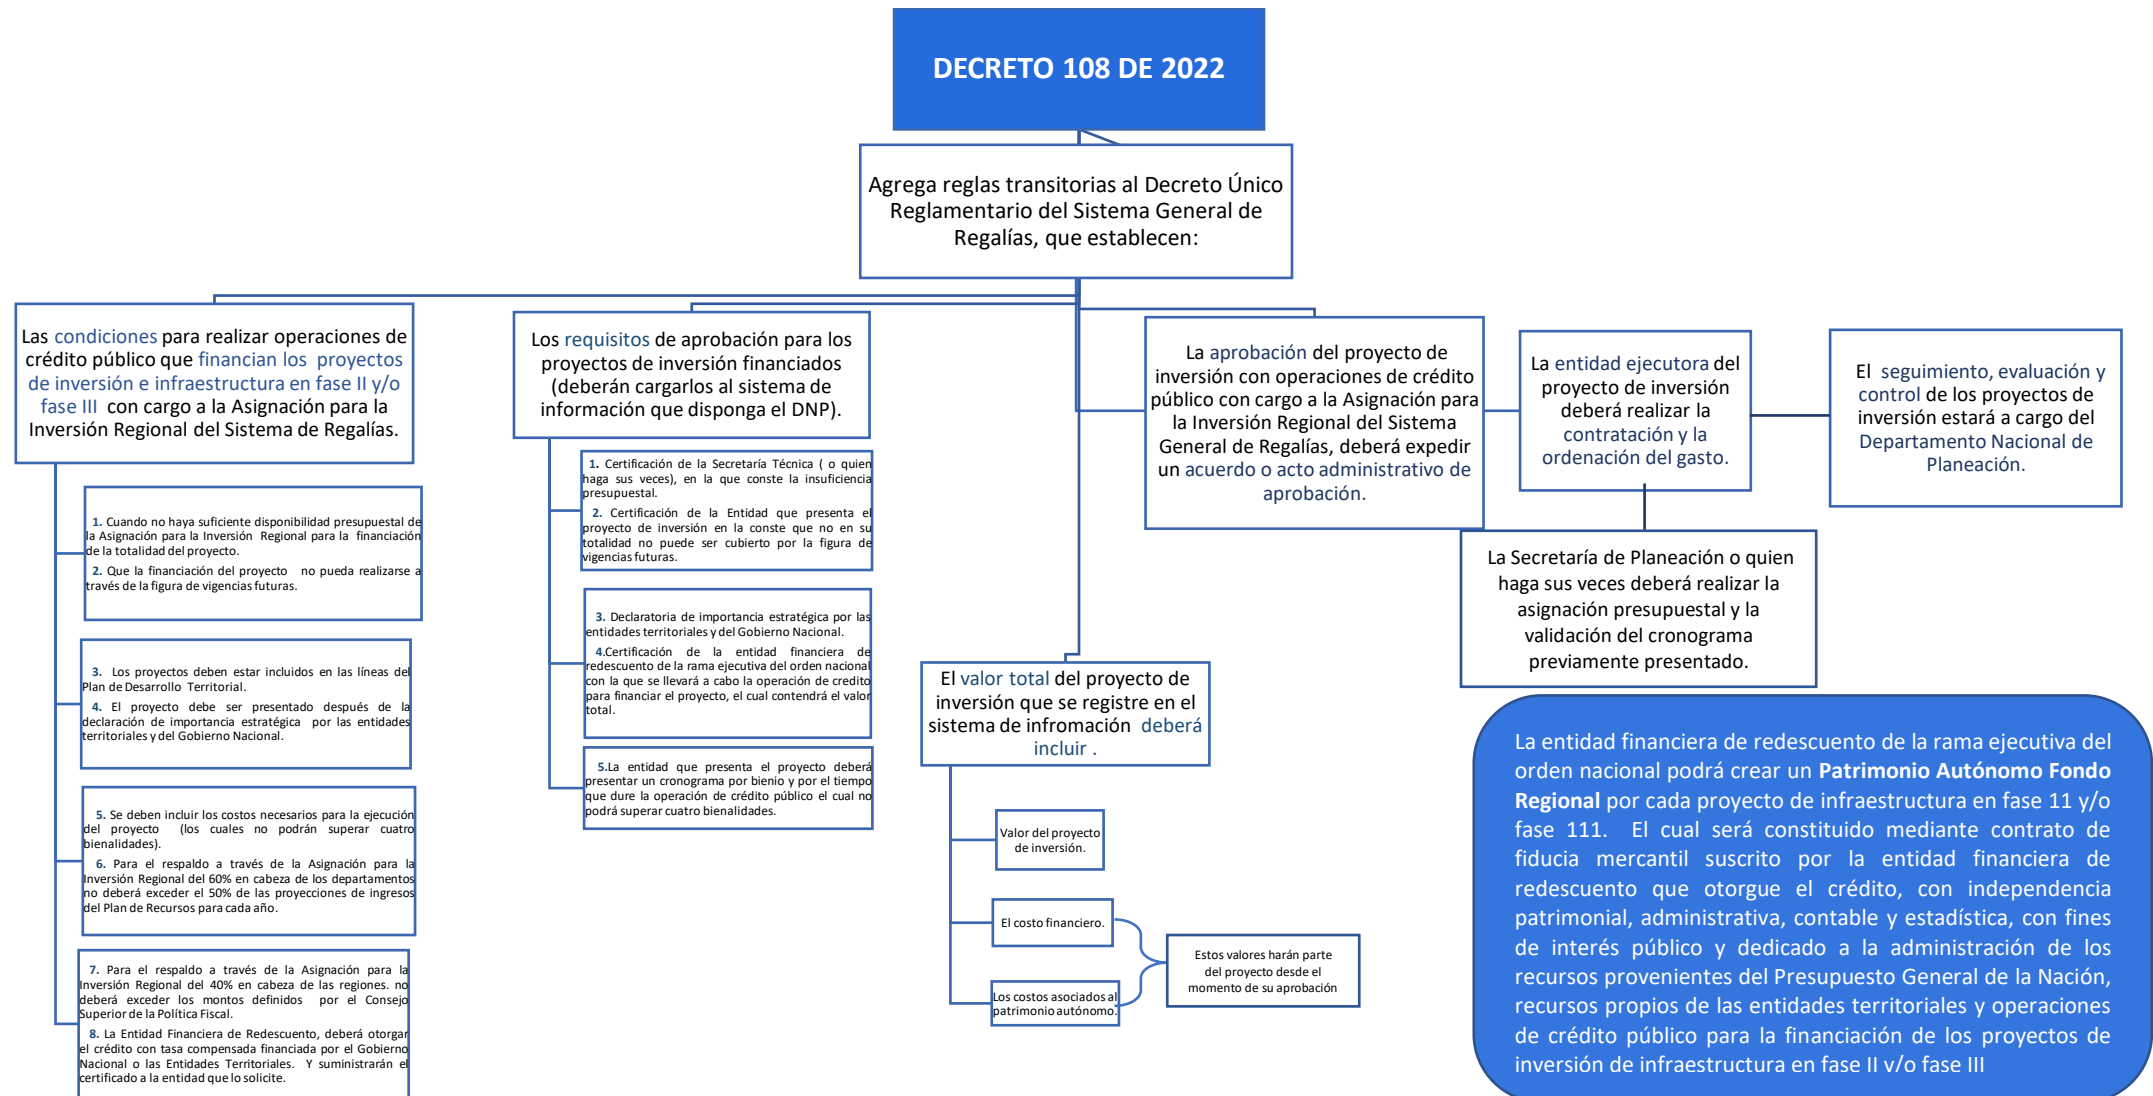 DECRETO 108 DE 2022
Agrega reglas transitorias al Decreto Único
Reglamentario del Sistema General de
Regalías, que establecen:
Las condiciones para realizar operaciones de
crédito público que financian los proyectos
de inversión e infraestructura en fase II y/o
fase III con cargo a la Asignación para la
Inversión Regional del Sistema de Regalías.
1. Cuando no haya suficiente disponibilidad presupuestal de
la Asignación para la Inversión Regional para la financiación
de la totalidad del proyecto.
2. Que la financiación del proyecto no pueda realizarse a
través de la figura de vigencias futuras.
3. Los proyectos deben estar incluidos en las líneas del
Plan de Desarrollo Territorial.
4. El proyecto debe ser presentado después de la
declaración de importancia estratégica por las entidades
territoriales y del Gobierno Nacional.
5. Se deben incluir los costos necesarios para la ejecución
del proyecto (los cuales no podrán superar cuatro
bienalidades).
6. Para el respaldo a través de la Asignación para la
Inversión Regional del 60% en cabeza de los departamentos
no deberá exceder el 50% de las proyecciones de ingresos
del Plan de Recursos para cada año.
7. Para el respaldo a través de la Asignación para la
Inversión Regional del 40% en cabeza de las regiones. no
deberá exceder los montos definidos por el Consejo
Superior de la Política Fiscal.
8. La Entidad Financiera de Redescuento, deberá otorgar
el crédito con tasa compensada financiada por el Gobierno
Nacional o las Entidades Territoriales. Y suministrarán el
certificado a la entidad que lo solicite.
Los requisitos de aprobación para los
proyectos de inversión financiados
(deberán cargarlos al sistema de
información que disponga el DNP).
1. Certificación de la Secretaría Técnica ( o quien
haga sus veces), en la que conste la insuficiencia
presupuestal.
2. Certificación de la Entidad que presenta el
proyecto de inversión en la conste que no en su
totalidad no puede ser cubierto por la figura de
vigencias futuras.
3. Declaratoria de importancia estratégica por las
entidades territoriales y del Gobierno Nacional.
4.Certificación de la entidad financiera de
redescuento de la rama ejecutiva del orden nacional
con la que se llevará a cabo la operación de credito
para financiar el proyecto, el cual contendrá el valor
total.
5.La entidad que presenta el proyecto deberá
presentar un cronograma por bienio y por el tiempo
que dure la operación de crédito público el cual no
podrá superar cuatro bienalidades.
El valor total del proyecto de
inversión que se registre en el
sistema de infromación deberá
incluir .
Valor del proyecto
de inversión.
El costo financiero.
Los costos asociados al
patrimonio autónomo.
Estos valores harán parte
del proyecto desde el
momento de su aprobación
La aprobación del proyecto de
inversión con operaciones de crédito
público con cargo a la Asignación para
la Inversión Regional del Sistema
General de Regalías, deberá expedir
un acuerdo o acto administrativo de
aprobación.
La entidad ejecutora del
proyecto de inversión
deberá realizar la
contratación y la
ordenación del gasto.
La Secretaría de Planeación o quien
haga sus veces deberá realizar la
asignación presupuestal y la
validación del cronograma
previamente presentado.
El seguimiento, evaluación y
control de los proyectos de
inversión estará a cargo del
Departamento Nacional de
Planeación.
La entidad financiera de redescuento de la rama ejecutiva del
orden nacional podrá crear un Patrimonio Autónomo Fondo
Regional por cada proyecto de infraestructura en fase 11 y/o
fase 111. El cual será constituido mediante contrato de
fiducia mercantil suscrito por la entidad financiera de
redescuento que otorgue el crédito, con independencia
patrimonial, administrativa, contable y estadística, con fines
de interés público y dedicado a la administración de los
recursos provenientes del Presupuesto General de la Nación,
recursos propios de las entidades territoriales y operaciones
de crédito público para la financiación de los proyectos de
inversión de infraestructura en fase II v/o fase III